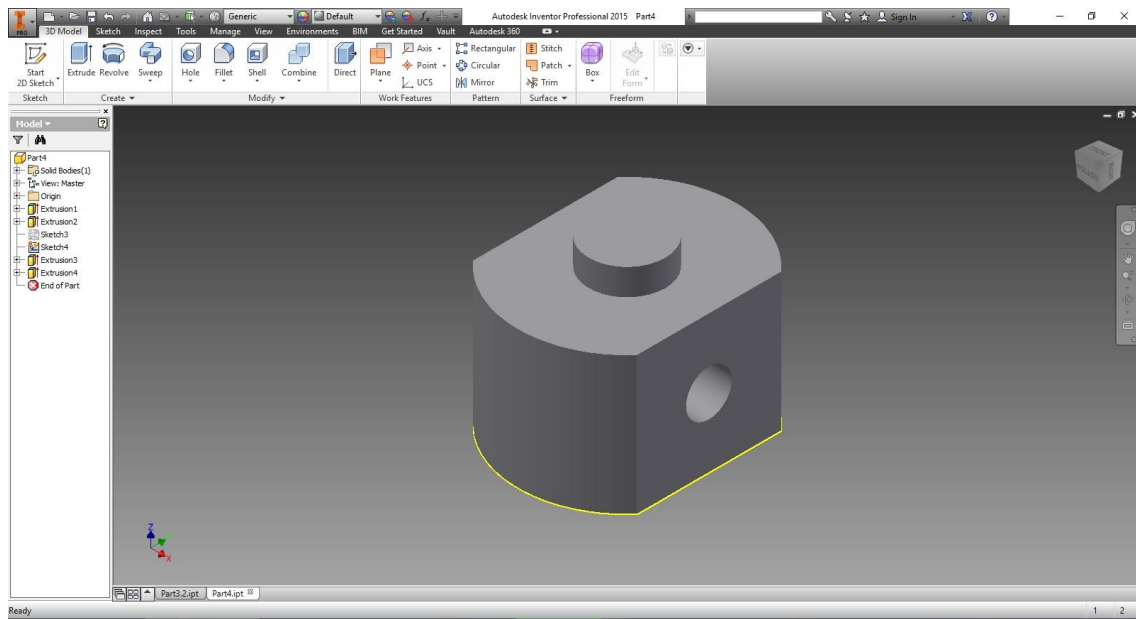 Generic Default Autodesk Inventor Professional 2015 Part4 Sign In
PRO 3D Model Sketch Inspect Tools Manage View Environments BIM Get Started Vault Autodesk 360
Axis Rectangular Stitch
Point Circular Patch
Start 2D Sketch Extrude Revolve Sweep Hole Fillet Shell Combine Direct Plane UCS Mirror Trim Box Edit Form
Sketch Create Modify Work Features Pattern Surface Freeform
Model
Part4
Solid Bodies(1)
View: Master
Origin
Extrusion1
Extrusion2
Sketch3
Sketch4
Extrusion3
Extrusion4
End of Part
FRONT
Z
X
Part3.2.ipt Part4.ipt
Ready 1 2